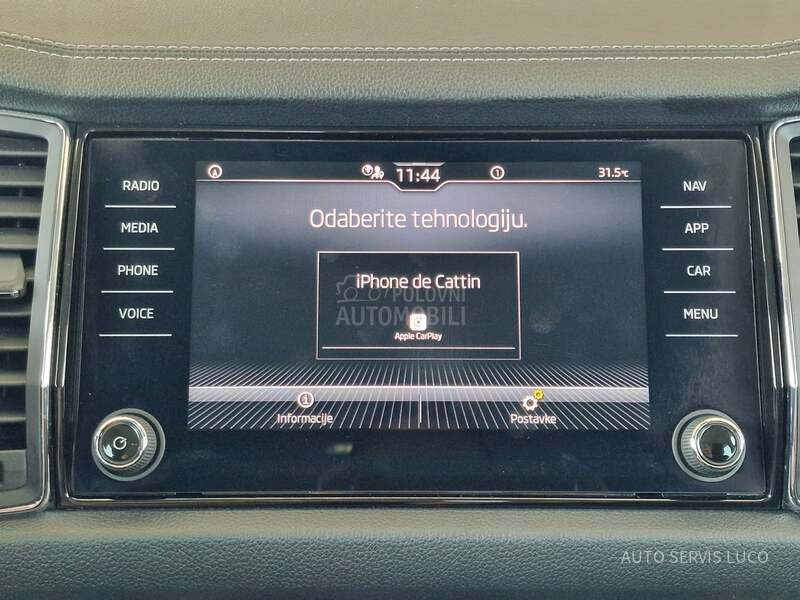 RADIO
MEDIA
PHONE
VOICE
11:44
1
31.5°C
Odaberite tehnologiju.
iPhone de Cattin
Apple CarPlay
POLOVNI
AUTOMOBILI
Informacije
Postavke
NAV
APP
CAR
MENU
AUTO SERVIS LUCO